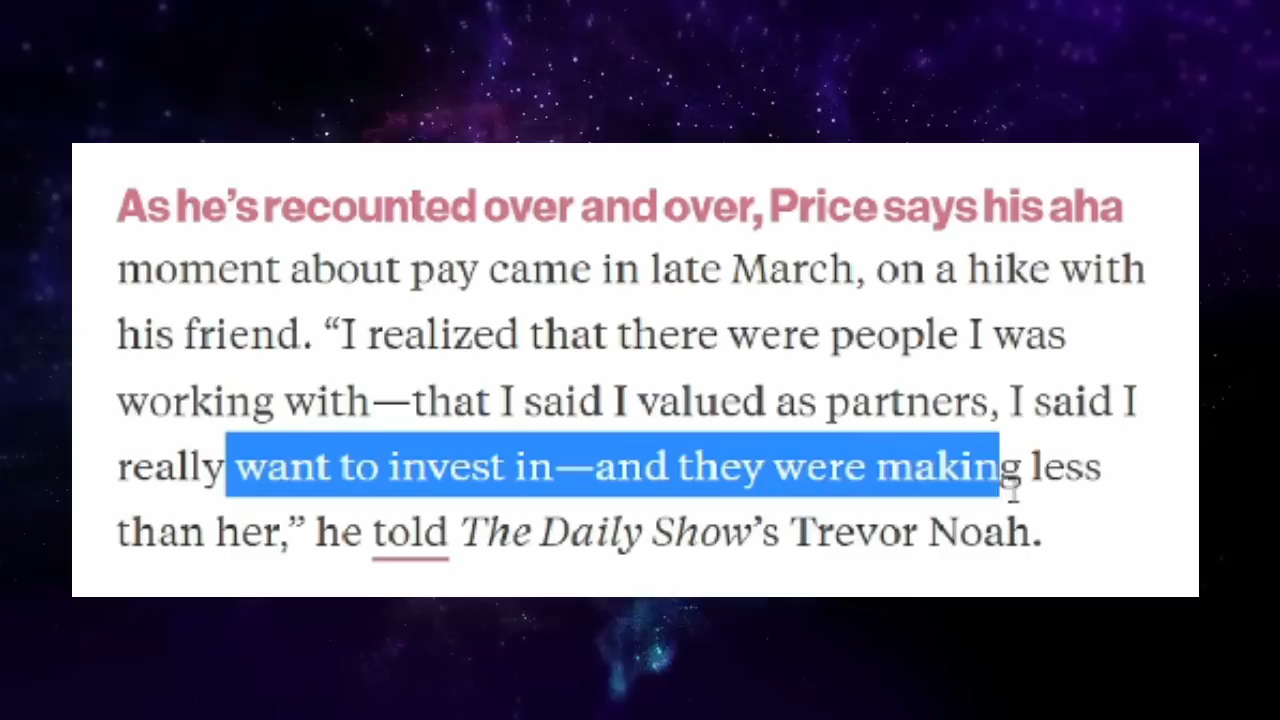 As he’s recounted over and over, Price says his aha
moment about pay came in late March, on a hike with
his friend. “I realized that there were people I was
working with—that I said I valued as partners, I said I
really want to invest in—and they were making less
than her,” he told The Daily Show’s Trevor Noah.